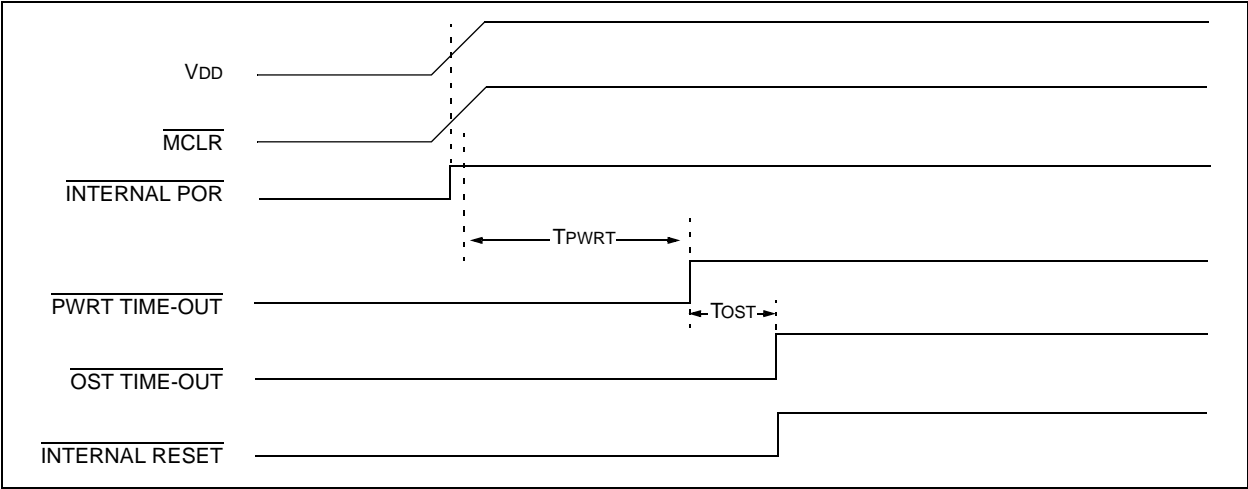 VDD
MCLR
INTERNAL POR
TPWRT
PWRT TIME-OUT
TOST
OST TIME-OUT
INTERNAL RESET